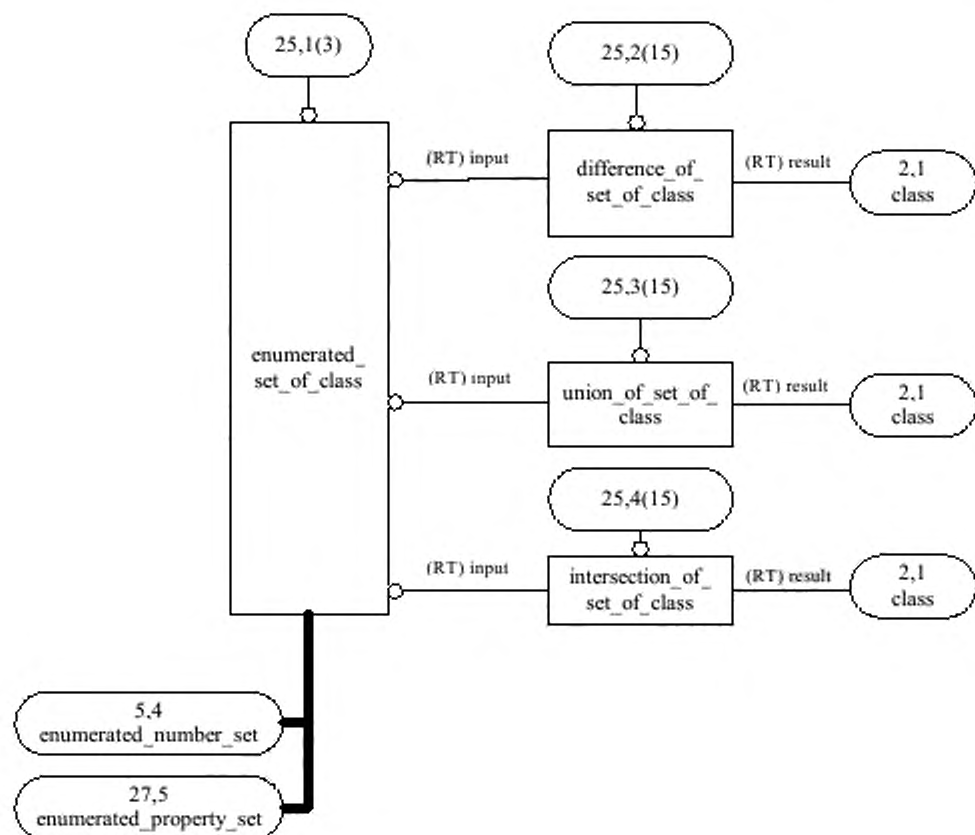 25,1(3)
25,2(15)
(RT) input
difference_of_
set_of_class
(RT) result
2,1
class
25,3(15)
enumerated_
set_of_class
(RT) input
union_of_set_of_
class
(RT) result
2,1
class
25,4(15)
(RT) input
intersection_of_
set_of_class
(RT) result
2,1
class
5,4
enumerated_number_set
27,5
enumerated_property_set